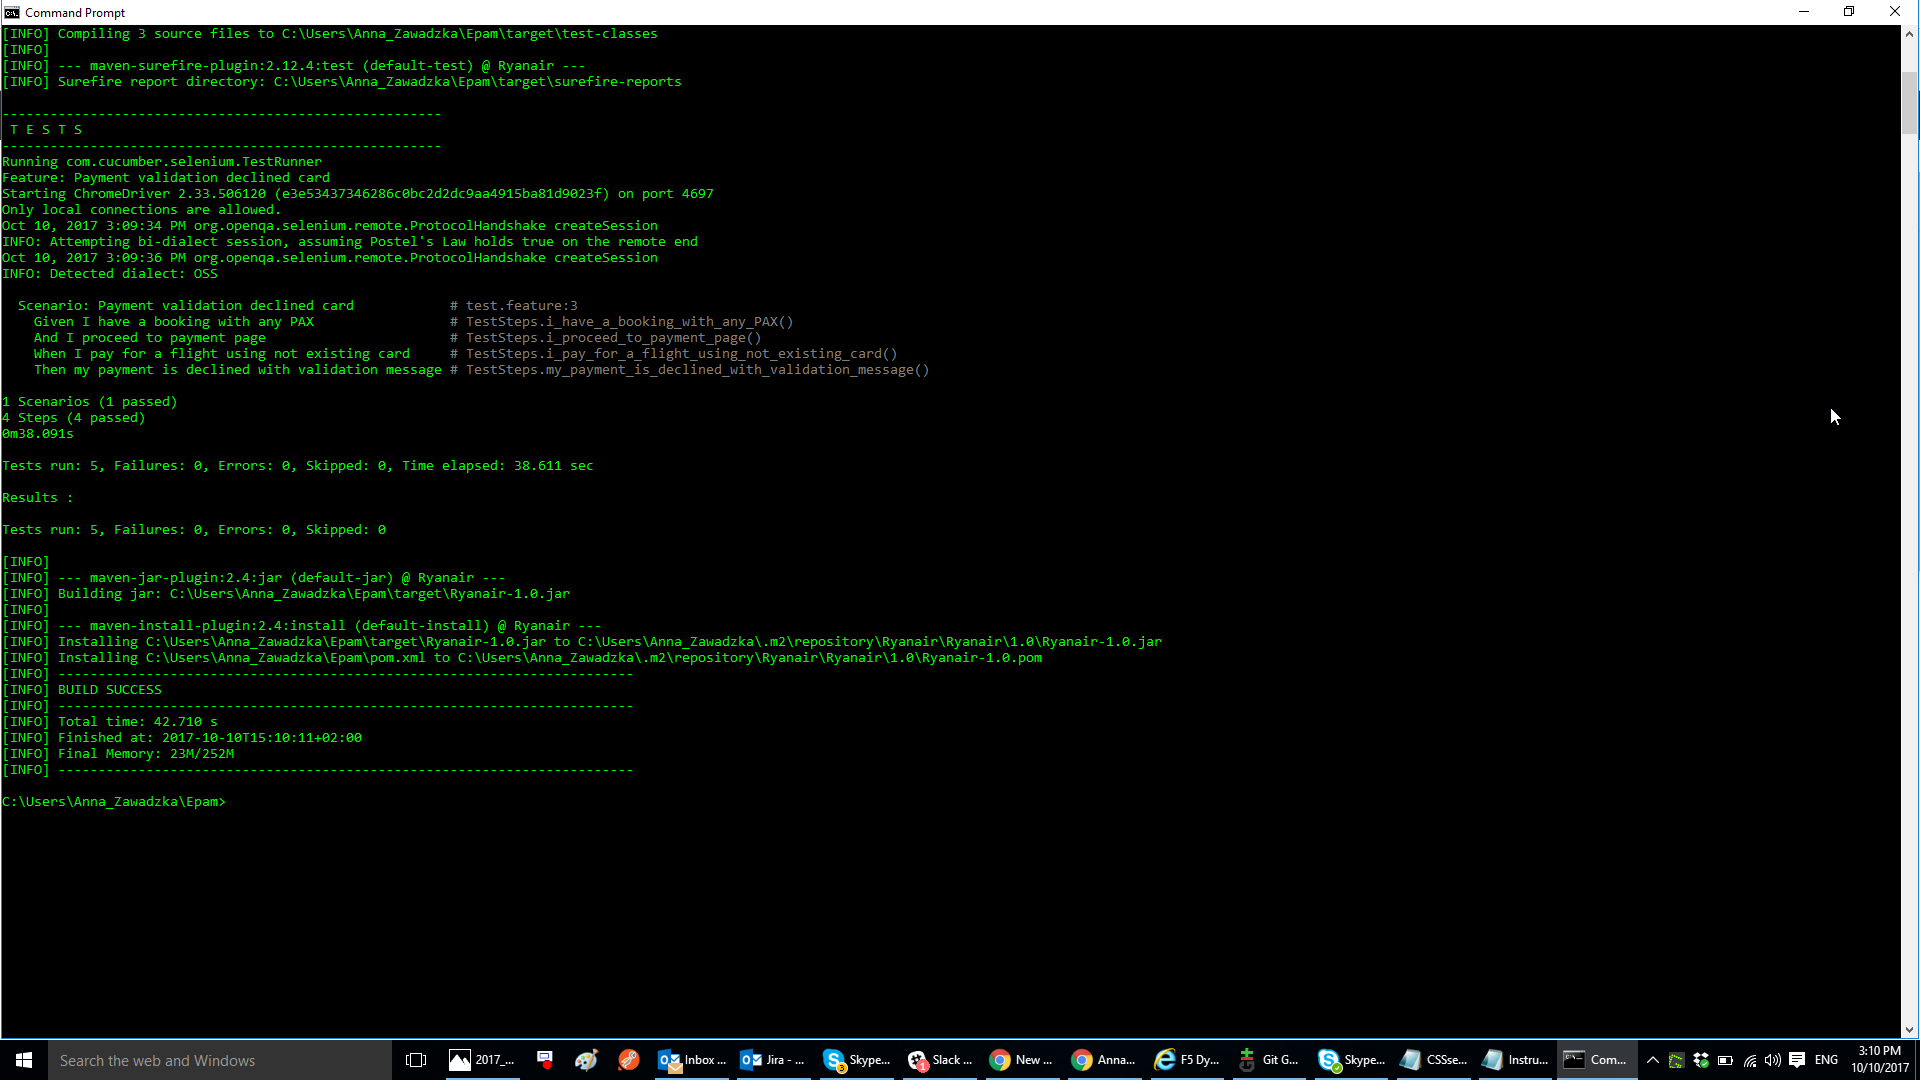 Command Prompt
[INFO] Compiling 3 source files to C:\Users\Anna_Zawadzka\Epam\target\test-classes
[INFO]
[INFO] --- maven-surefire-plugin:2.12.4:test (default-test) @ Ryanair ---
[INFO] Surefire report directory: C:\Users\Anna_Zawadzka\Epam\target\surefire-reports
-------------------------------------------------------
T E S T S
-------------------------------------------------------
Running com.cucumber.selenium.TestRunner
Feature: Payment validation declined card
Starting ChromeDriver 2.33.506120 (e3e53437346286c0bc2d2dc9aa4915ba81d9023f) on port 4697
Only local connections are allowed.
Oct 10, 2017 3:09:34 PM org.openqa.selenium.remote.ProtocolHandshake createSession
INFO: Attempting bi-dialect session, assuming Postel's Law holds true on the remote end
Oct 10, 2017 3:09:36 PM org.openqa.selenium.remote.ProtocolHandshake createSession
INFO: Detected dialect: OSS
Scenario: Payment validation declined card # test.feature:3
Given I have a booking with any PAX # TestSteps.i_have_a_booking_with_any_PAX()
And I proceed to payment page # TestSteps.i_proceed_to_payment_page()
When I pay for a flight using not existing card # TestSteps.i_pay_for_a_flight_using_not_existing_card()
Then my payment is declined with validation message # TestSteps.my_payment_is_declined_with_validation_message()
1 Scenarios (1 passed)
4 Steps (4 passed)
0m38.091s
Tests run: 5, Failures: 0, Errors: 0, Skipped: 0, Time elapsed: 38.611 sec
Results :
Tests run: 5, Failures: 0, Errors: 0, Skipped: 0
[INFO]
[INFO] --- maven-jar-plugin:2.4:jar (default-jar) @ Ryanair ---
[INFO] Building jar: C:\Users\Anna_Zawadzka\Epam\target\Ryanair-1.0.jar
[INFO]
[INFO] --- maven-install-plugin:2.4:install (default-install) @ Ryanair ---
[INFO] Installing C:\Users\Anna_Zawadzka\Epam\target\Ryanair-1.0.jar to C:\Users\Anna_Zawadzka\.m2\repository\Ryanair\Ryanair\1.0\Ryanair-1.0.jar
[INFO] Installing C:\Users\Anna_Zawadzka\Epam\pom.xml to C:\Users\Anna_Zawadzka\.m2\repository\Ryanair\Ryanair\1.0\Ryanair-1.0.pom
[INFO] ------------------------------------------------------------------------
[INFO] BUILD SUCCESS
[INFO] ------------------------------------------------------------------------
[INFO] Total time: 42.710 s
[INFO] Finished at: 2017-10-10T15:10:11+02:00
[INFO] Final Memory: 23M/252M
[INFO] ------------------------------------------------------------------------
C:\Users\Anna_Zawadzka\Epam>
Search the web and Windows 2017_... Inbox ... Jira - ... 3 Skype... 1 Slack ... New ... Anna... F5 Dy... Git G... Skype... CSSse... Instru... Com... ENG 3:10 PM
10/10/2017